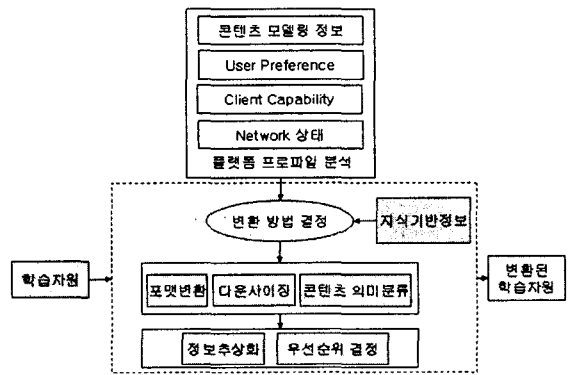 콘텐츠 모델링 정보
User Preference
Client Capability
Network 상태
플랫폼 프로파일 분석
변환 방법 결정
지식기반정보
학습자원
포맷변환
다운사이징
콘텐츠 의미분류
변환된
학습자원
정보추상화
우선순위 결정